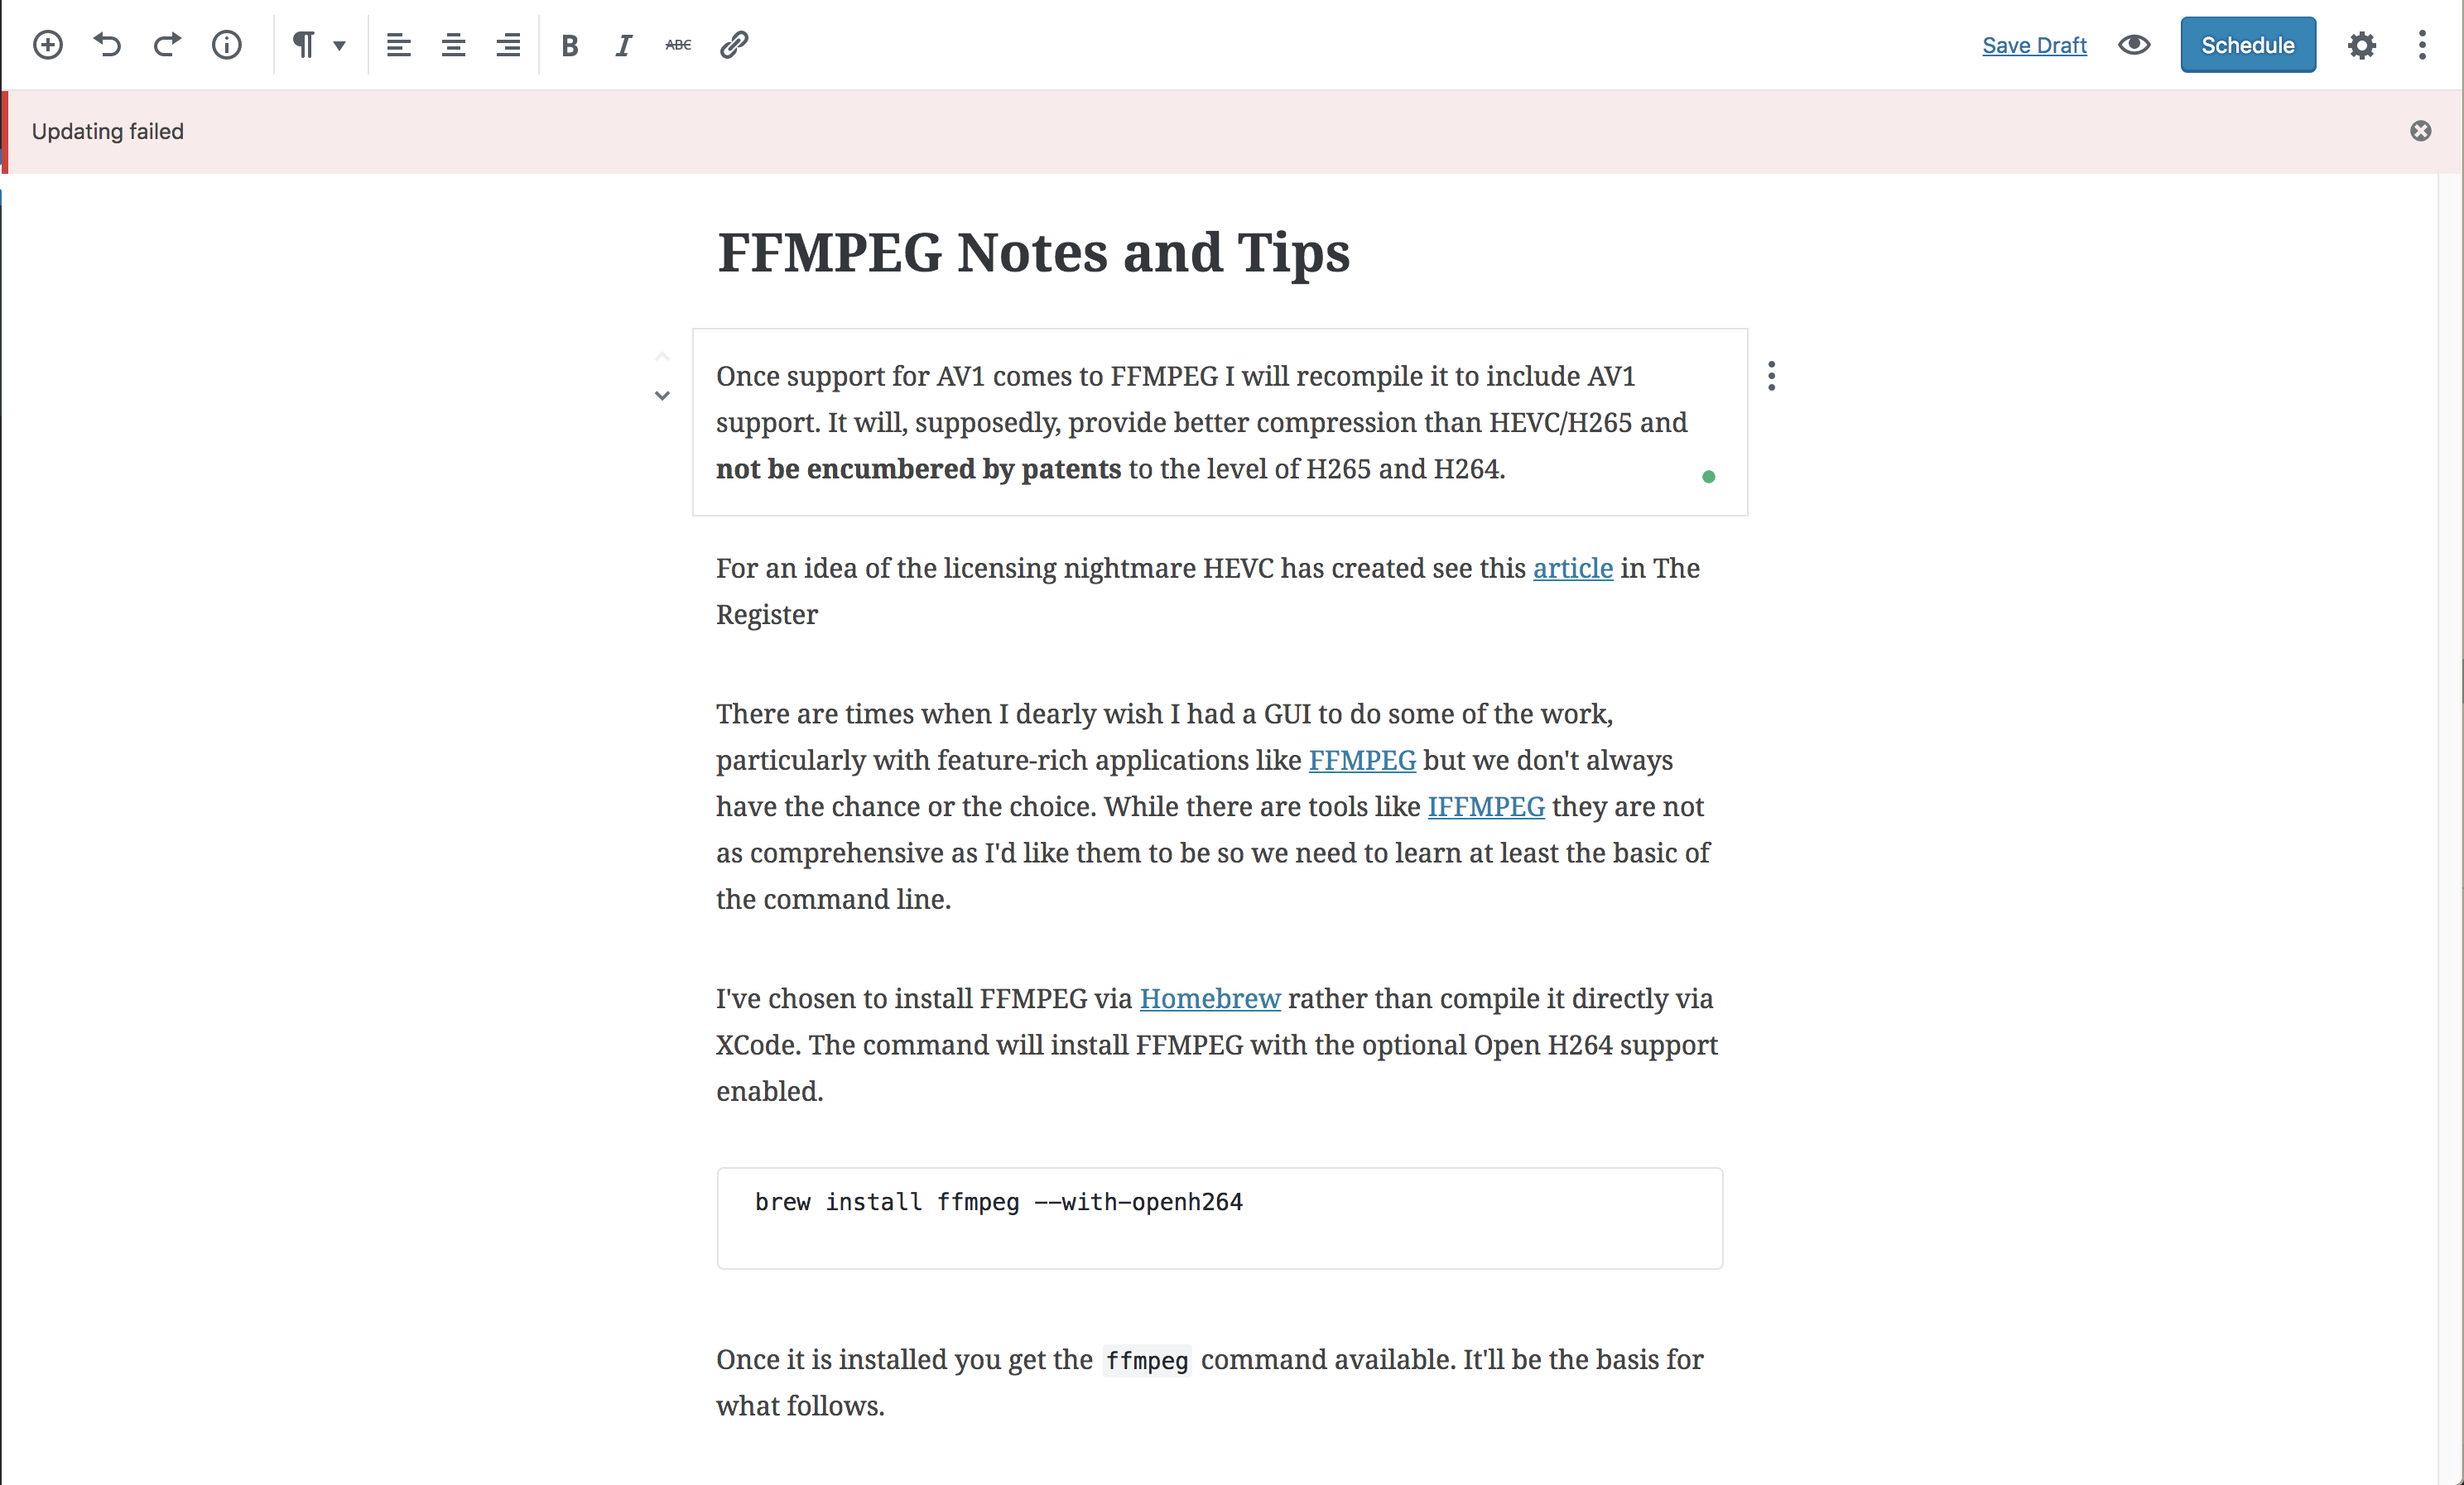 ABC
Save Draft
Schedule
Updating failed
FFMPEG Notes and Tips
Once support for AV1 comes to FFMPEG I will recompile it to include AV1
support. It will, supposedly, provide better compression than HEVC/H265 and
not be encumbered by patents to the level of H265 and H264.
For an idea of the licensing nightmare HEVC has created see this article in The
Register
There are times when I dearly wish I had a GUI to do some of the work,
particularly with feature-rich applications like FFMPEG but we don't always
have the chance or the choice. While there are tools like IFFMPEG they are not
as comprehensive as I'd like them to be so we need to learn at least the basic of
the command line.
I've chosen to install FFMPEG via Homebrew rather than compile it directly via
XCode. The command will install FFMPEG with the optional Open H264 support
enabled.
brew install ffmpeg --with-openh264
Once it is installed you get the ffmpeg command available. It'll be the basis for
what follows.